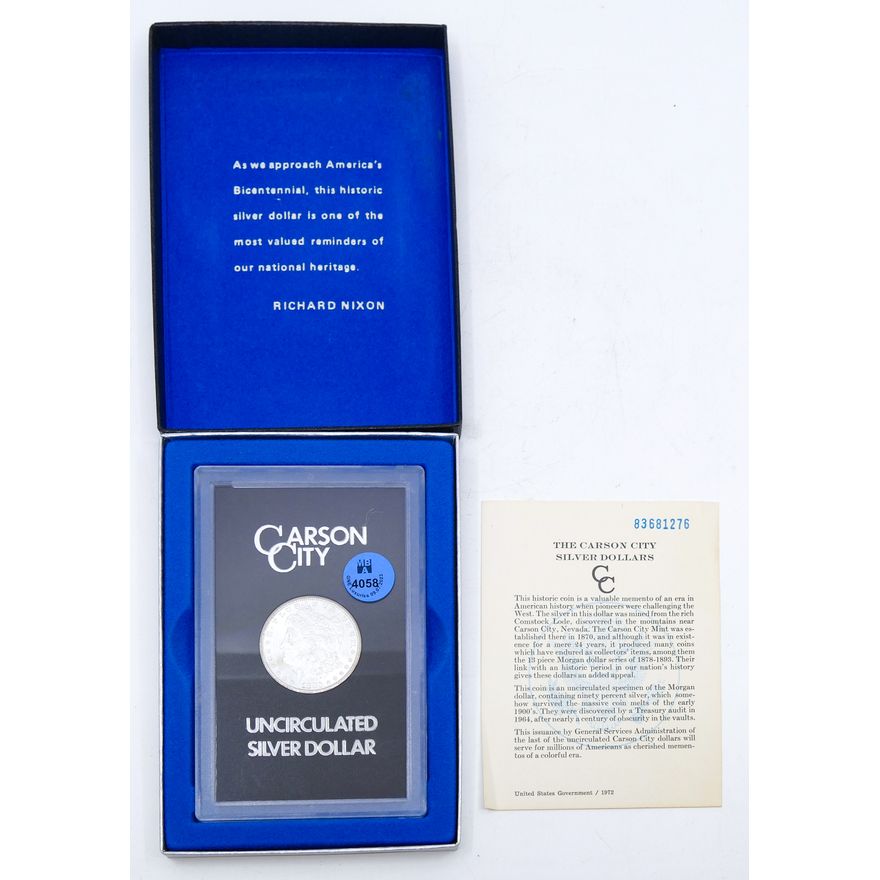 As we approach America's
Bicentennial, this historic
silver dollar is one of the
most valued reminders of
our national heritage.
RICHARD NIXON
CARSON
CITY
MB
A
4058
UNCIRCULATED
SILVER DOLLAR
83681276
THE CARSON CITY
SILVER DOLLARS
CC
This historic coin is a valuable memento of an era in
American history when pioneers were challenging the
West. The silver in this dollar was mined from the rich
Comstock Lode, discovered in the mountains near
Carson City, Nevada. The Carson City Mint was es-
tablished there in 1870, and although it was in exist-
ence for a mere 24 years, it produced many coins
which have endured as collectors' items, among them
the 13 piece Morgan dollar series of 1878-1893. Their
link with an historic period in our nation's history
gives these dollars an added appeal.
This coin is an uncirculated specimen of the Morgan
dollar, containing ninety percent silver, which some-
how survived the massive coin melts of the early
1900's. They were discovered by a Treasury audit in
1964, after nearly a century of obscurity in the vaults.
This issuance by General Services Administration of
the last of the uncirculated Carson City dollars will
serve for millions of Americans as cherished memen-
tos of a colorful era.
United States Government / 1972